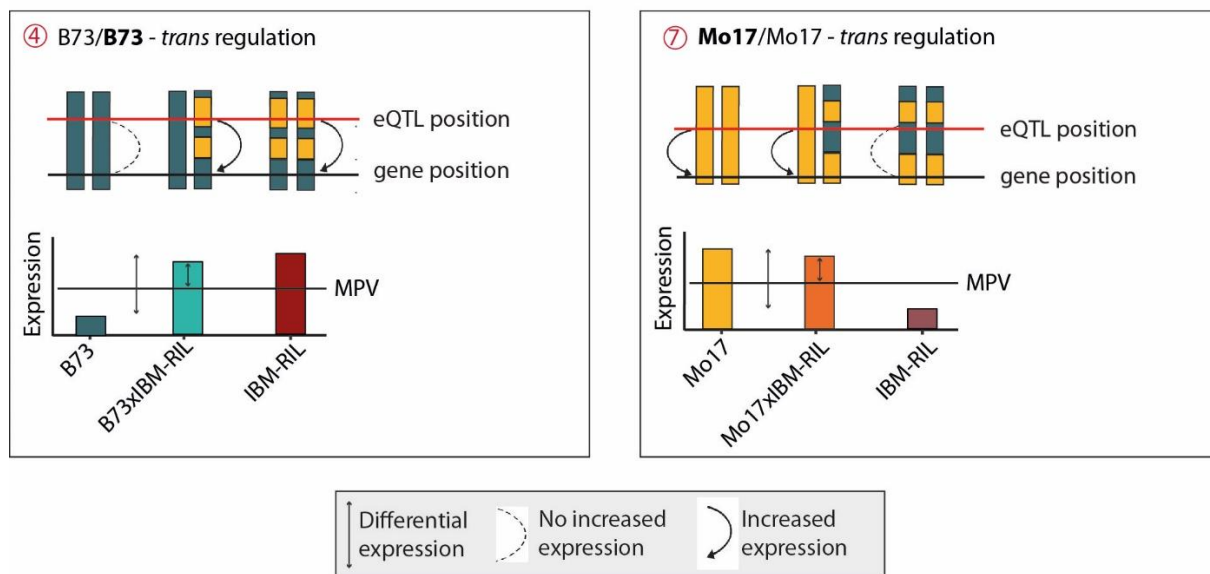 ④ B73/B73 - trans regulation
eQTL position
gene position
Expression
MPV
B73
B73xIBM-RIL
IBM-RIL
⑦ Mo17/Mo17 - trans regulation
eQTL position
gene position
Expression
MPV
Mo17
Mo17xIBM-RIL
IBM-RIL
Differential
expression
No increased
expression
Increased
expression